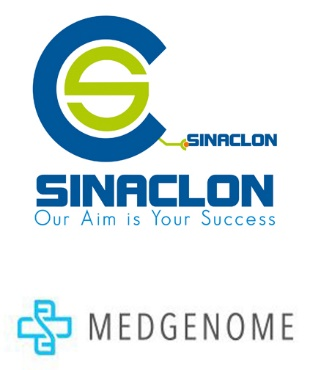 SINACLON
SINACLON
Our Aim is Your Success
MEDGENOME